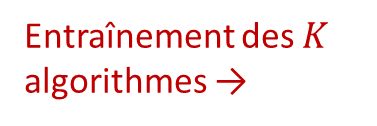 Entraînement des K
algorithmes →